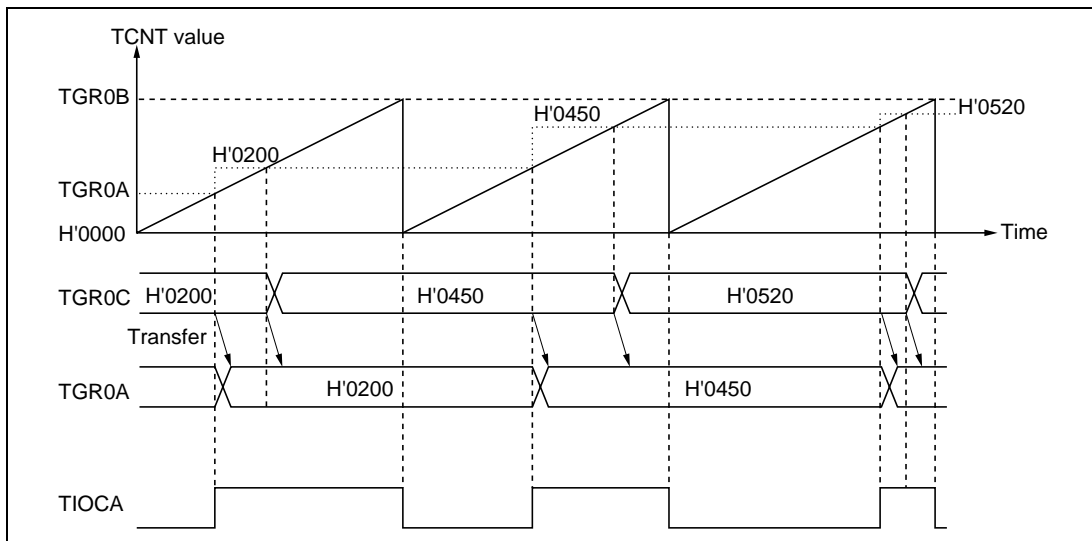 TCNT value
TGR0B
H'0520
H'0450
H'0200
TGR0A
H'0000
Time
TGR0C
H'0200
H'0450
H'0520
Transfer
TGR0A
H'0200
H'0450
TIOCA